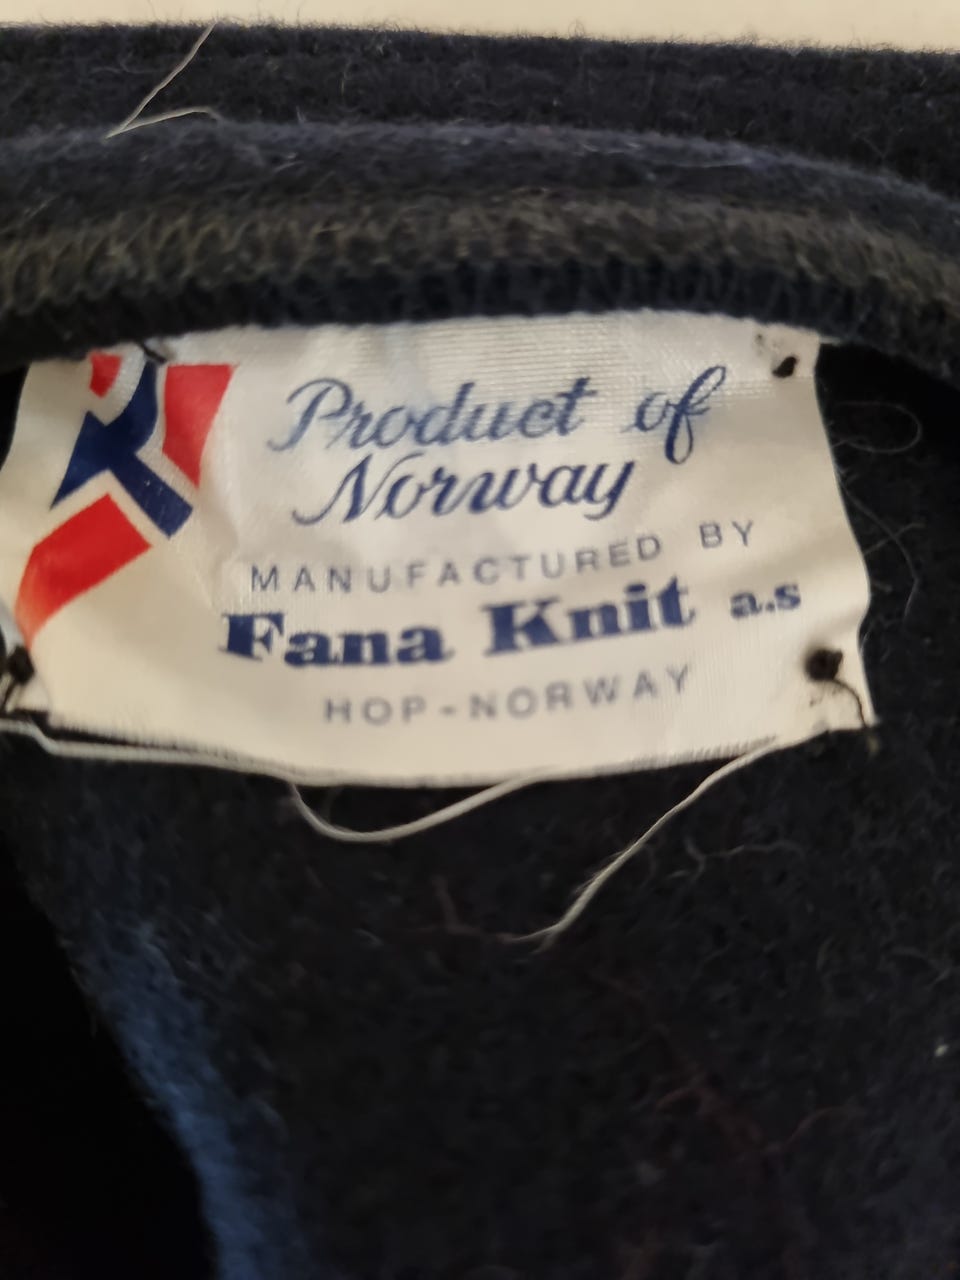 Product of
Norway
MANUFACTURED BY
Fana Knit a.s
HOP-NORWAY